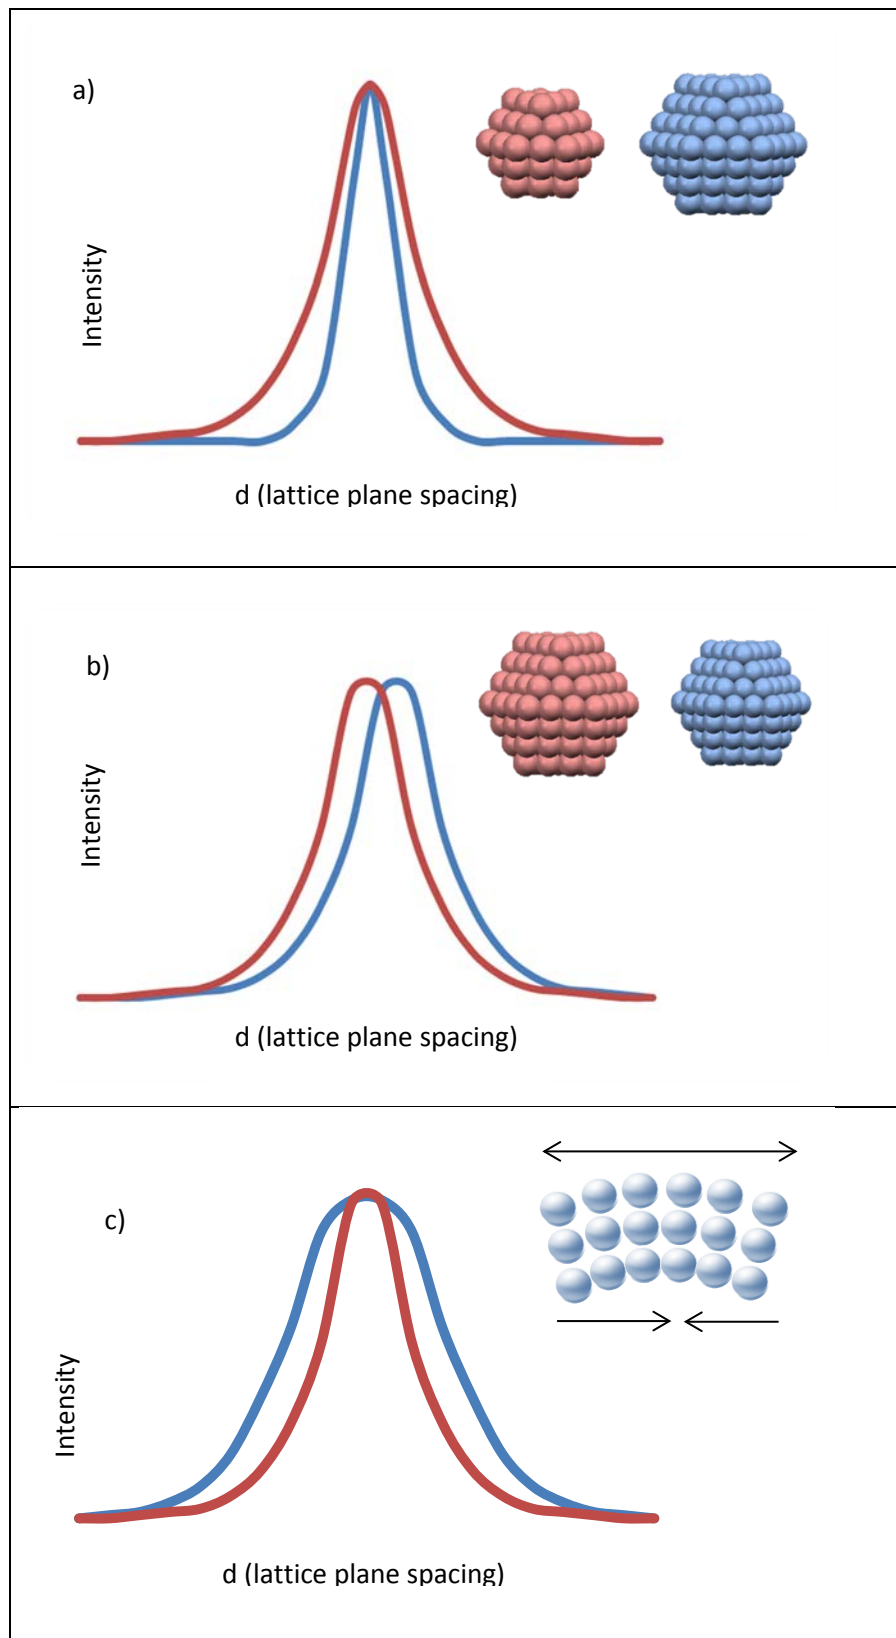 a)
Intensity
d (lattice plane spacing)
b)
Intensity
d (lattice plane spacing)
c)
Intensity
d (lattice plane spacing)